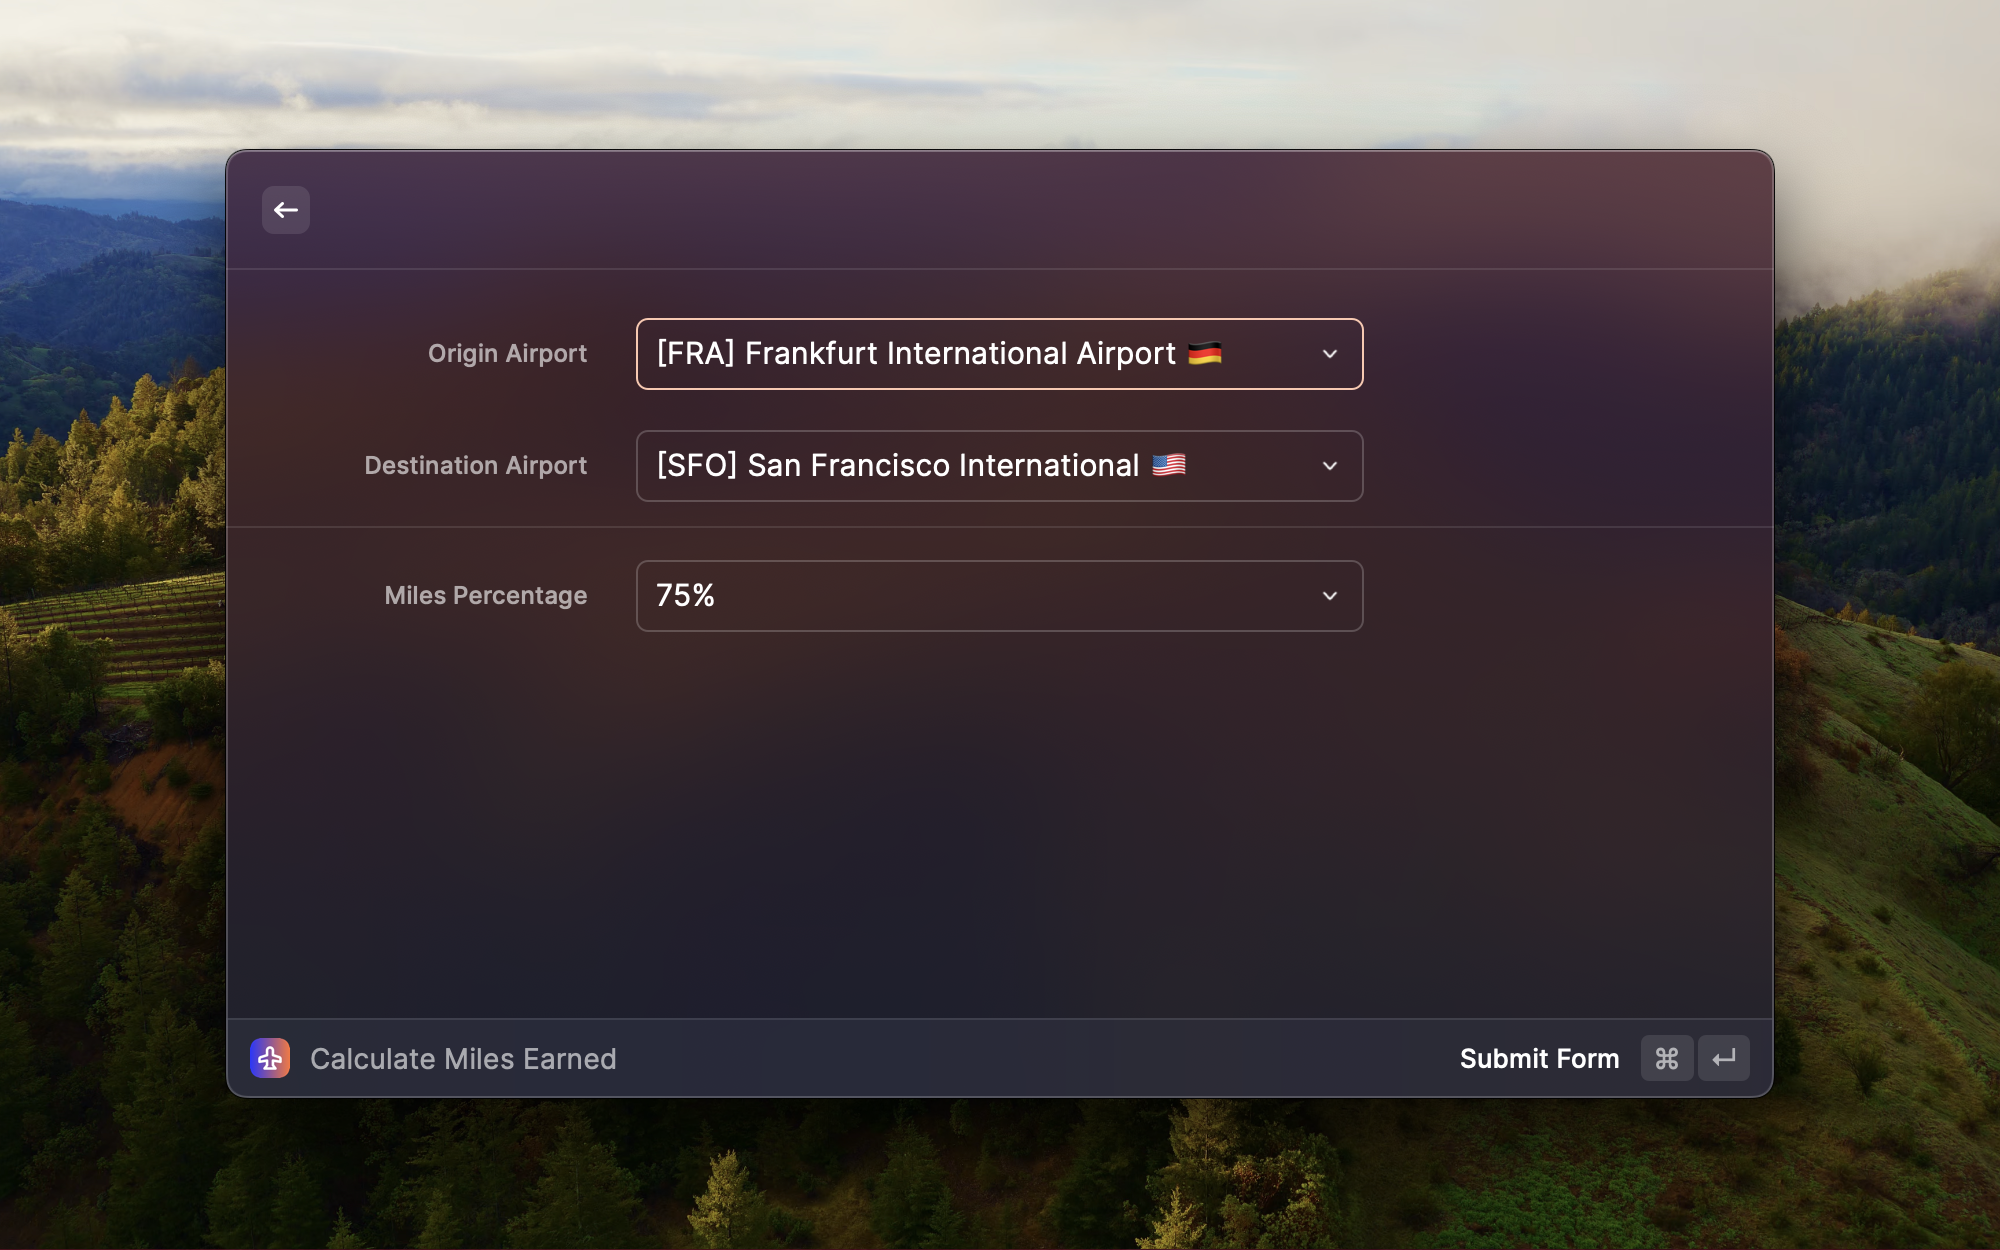 Origin Airport
[FRA] Frankfurt International Airport 🇩🇪
Destination Airport
[SFO] San Francisco International 🇺🇸
Miles Percentage
75%
Calculate Miles Earned
Submit Form ⌘ ↵